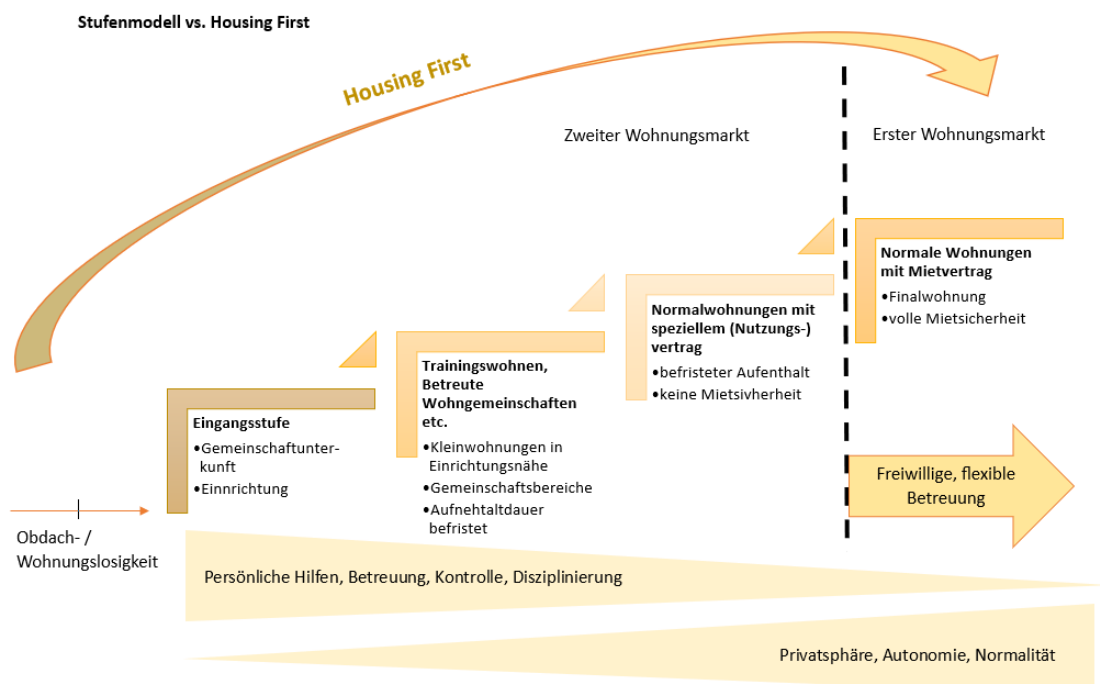 Stufenmodell vs. Housing First
Housing First
Zweiter Wohnungsmarkt
Erster Wohnungsmarkt
Normale Wohnungen
mit Mietvertrag
•Finalwohnung
•volle Mietsicherheit
Normalwohnungen mit
speziellem (Nutzungs-)
vertrag
•befristeter Aufenthalt
•keine Mietsivherheit
Trainingswohnen,
Betreute
Wohngemeinschaften
etc.
•Kleinwohnungen in
Einrichtungsnähe
•Gemeinschaftsbereiche
•Aufnehtaltdauer
befristet
Eingangsstufe
•Gemeinschaftunter-
kunft
•Einnrichtung
Freiwillige, flexible
Betreuung
Obdach- /
Wohnungslosigkeit
Persönliche Hilfen, Betreuung, Kontrolle, Disziplinierung
Privatsphäre, Autonomie, Normalität